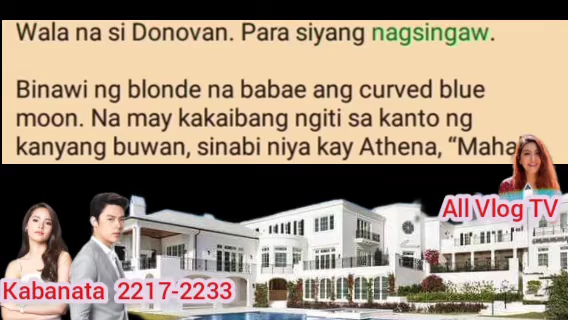 Wala na si Donovan. Para siyang nagsingaw.
Binawi ng blonde na babae ang curved blue
moon. Na may kakaibang ngiti sa kanto ng
kanyang buwan, sinabi niya kay Athena, “Maha
All Vlog TV
Kabanata 2217-2233